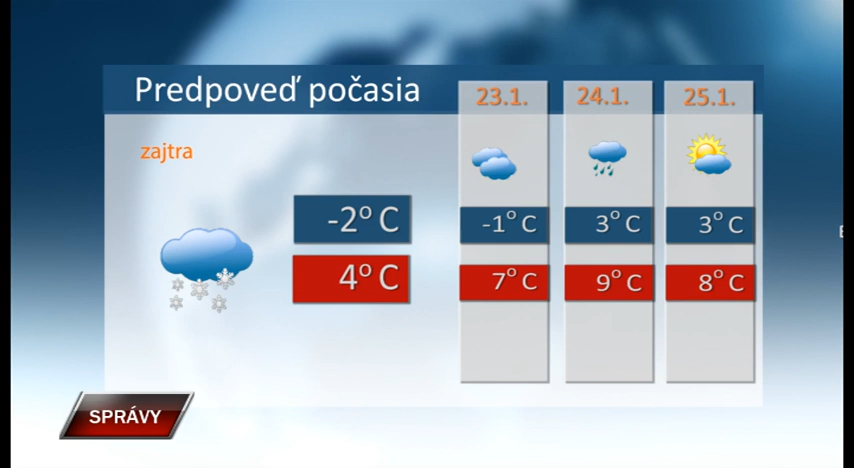 Predpoveď počasia
zajtra
-2° C
4° C
23.1.
-1° C
7° C
24.1.
3° C
9° C
25.1.
3° C
8° C
SPRÁVY